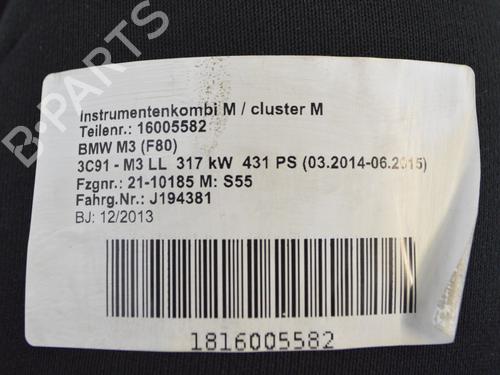 B-PARTS
Instrumentenkombi M / cluster M
Teilenr.: 16005582
BMW M3 (F80)
3C91 - M3 LL 317 kW 431 PS (03.2014-06.2015)
Fzgnr.: 21-10185 M: S55
Fahrg.Nr.: J194381
BJ: 12/2013
1816005582